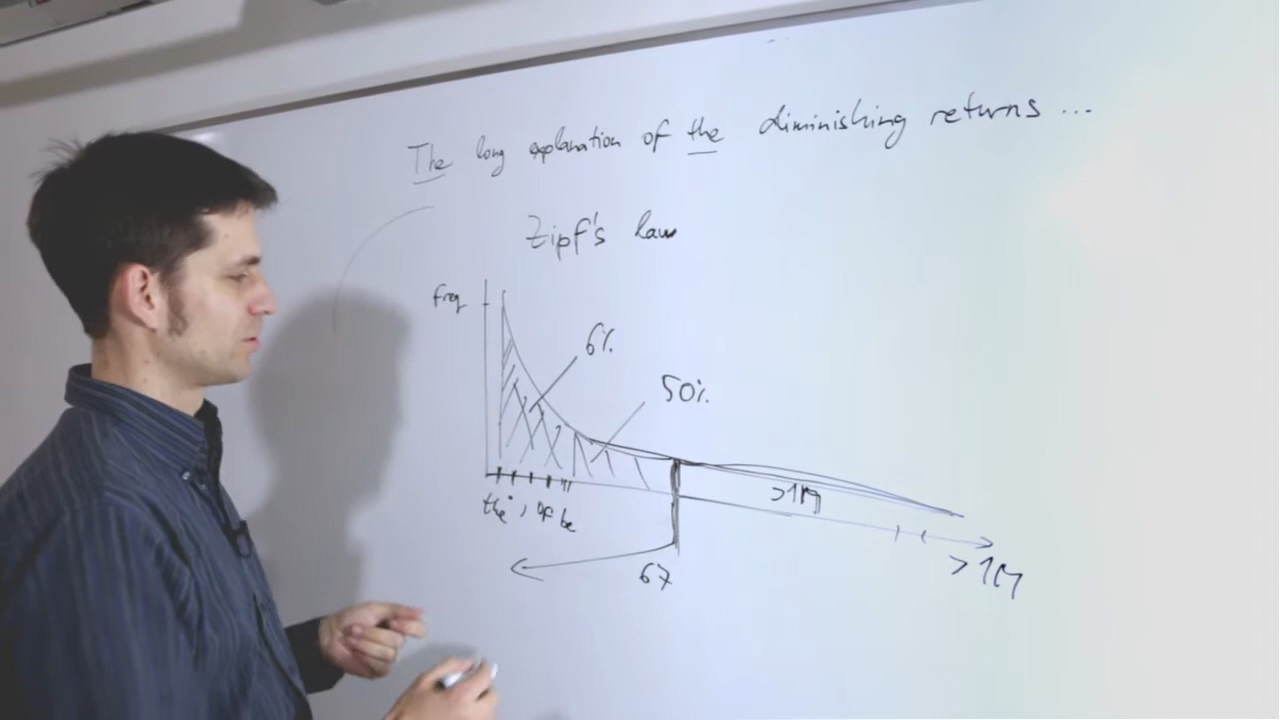 The long explanation of the diminishing returns ...
Zipf's law
freq
6%
50%
>1M
the . , of be
67
>1M